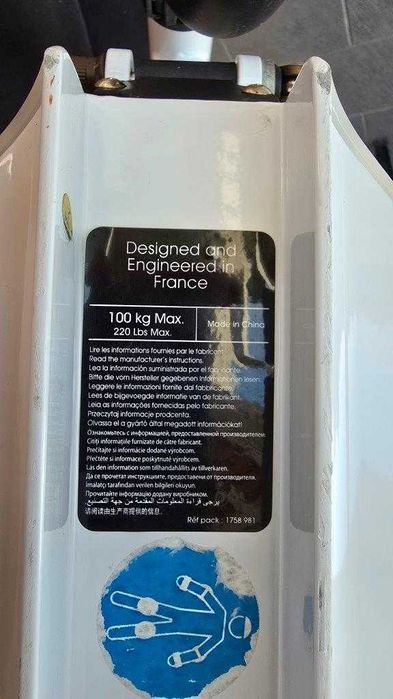 Designed and
Engineered in
France
100 kg Max.
220 Lbs Max.
Made in China
Lire les informations fournies par le fabricant.
Read the manufacturer's instructions.
Lea la información suministrada por el fabricante.
Bitte die vom Hersteller gegebenen Informationen lesen.
Leggere le informazioni fornite dal fabbricante.
Lees de bijgevoegde informatie van de fabrikant.
Leia as informações fornecidas pelo fabricante.
Przeczytaj informacje producenta.
Olvassa el a gyártó által megadott információkat!
Ознакомьтесь с информацией, предоставленной производителем.
Citiți informațiile furnizate de către fabricant.
Prečítajte si informácie dodané výrobcom.
Přečtěte si informace poskytnuté výrobcem.
Läs den information som tillhandahållits av tillverkaren.
Да се прочетат инструкциите, предоставени от производителя.
İmalatçı tarafından verilen bilgileri okuyun.
Прочитайте інформацію додану виробником.
يرجى قراءة المعلومات المقدمة من جهة التصنيع.
请阅读由生产商提供的信息.
Réf pack : 1758 981